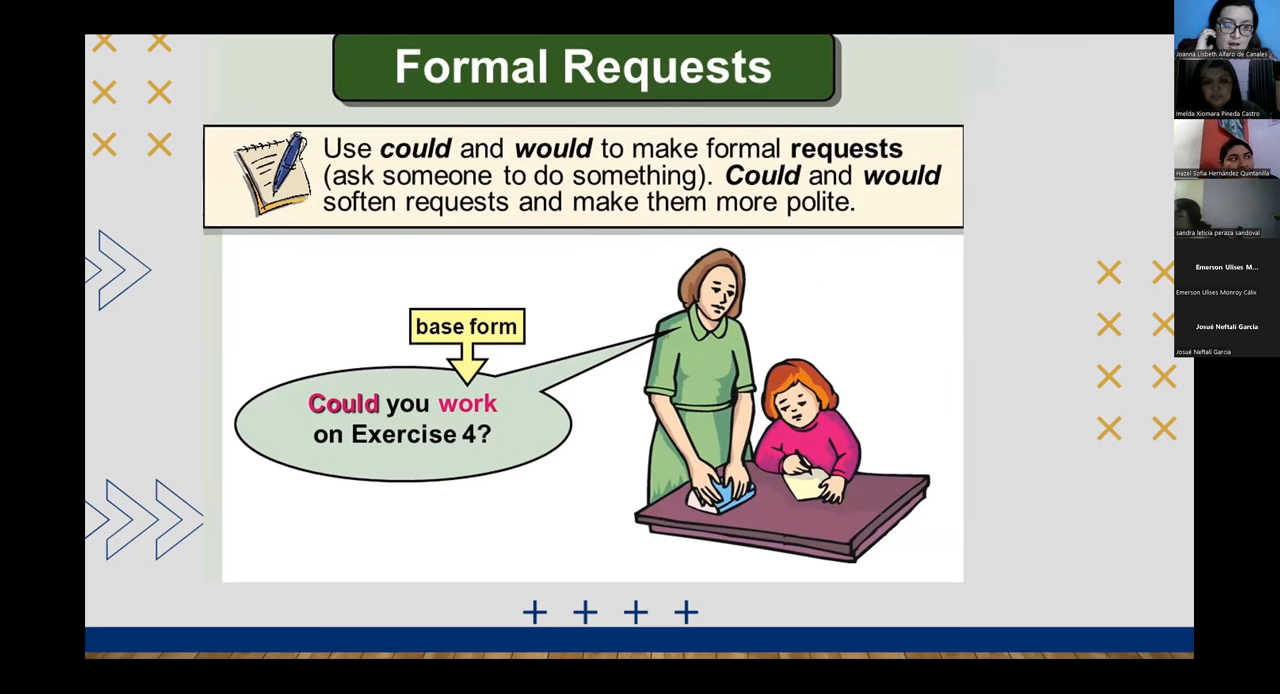 Formal Requests
Use could and would to make formal requests
(ask someone to do something). Could and would
soften requests and make them more polite.
base form
Could you work
on Exercise 4?
Joanna Lisbeth Alfaro de Canales
Imelda Xiomara Pineda Castro
Hazel Sofia Hernández Quintanilla
sandra leticia peraza sandoval
Emerson Ulises M...
Emerson Ulises Monroy Cálix
Josué Neftalí Garcia
Josué Neftalí Garcia